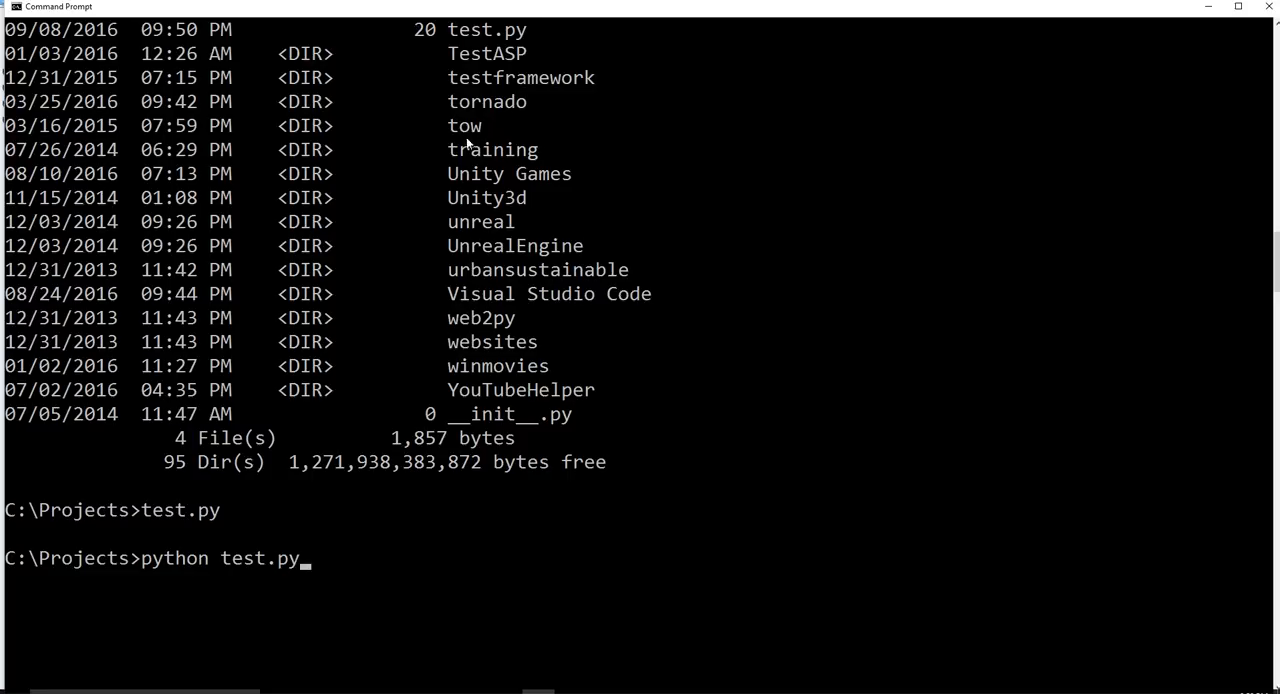 Command Prompt
09/08/2016 09:50 PM 20 test.py
01/03/2016 12:26 AM <DIR> TestASP
12/31/2015 07:15 PM <DIR> testframework
03/25/2016 09:42 PM <DIR> tornado
03/16/2015 07:59 PM <DIR> tow
07/26/2014 06:29 PM <DIR> training
08/10/2016 07:13 PM <DIR> Unity Games
11/15/2014 01:08 PM <DIR> Unity3d
12/03/2014 09:26 PM <DIR> unreal
12/03/2014 09:26 PM <DIR> UnrealEngine
12/31/2013 11:42 PM <DIR> urbansustainable
08/24/2016 09:44 PM <DIR> Visual Studio Code
12/31/2013 11:43 PM <DIR> web2py
12/31/2013 11:43 PM <DIR> websites
01/02/2016 11:27 PM <DIR> winmovies
07/02/2016 04:35 PM <DIR> YouTubeHelper
07/05/2014 11:47 AM 0 __init__.py
4 File(s) 1,857 bytes
95 Dir(s) 1,271,938,383,872 bytes free
C:\Projects>test.py
C:\Projects>python test.py